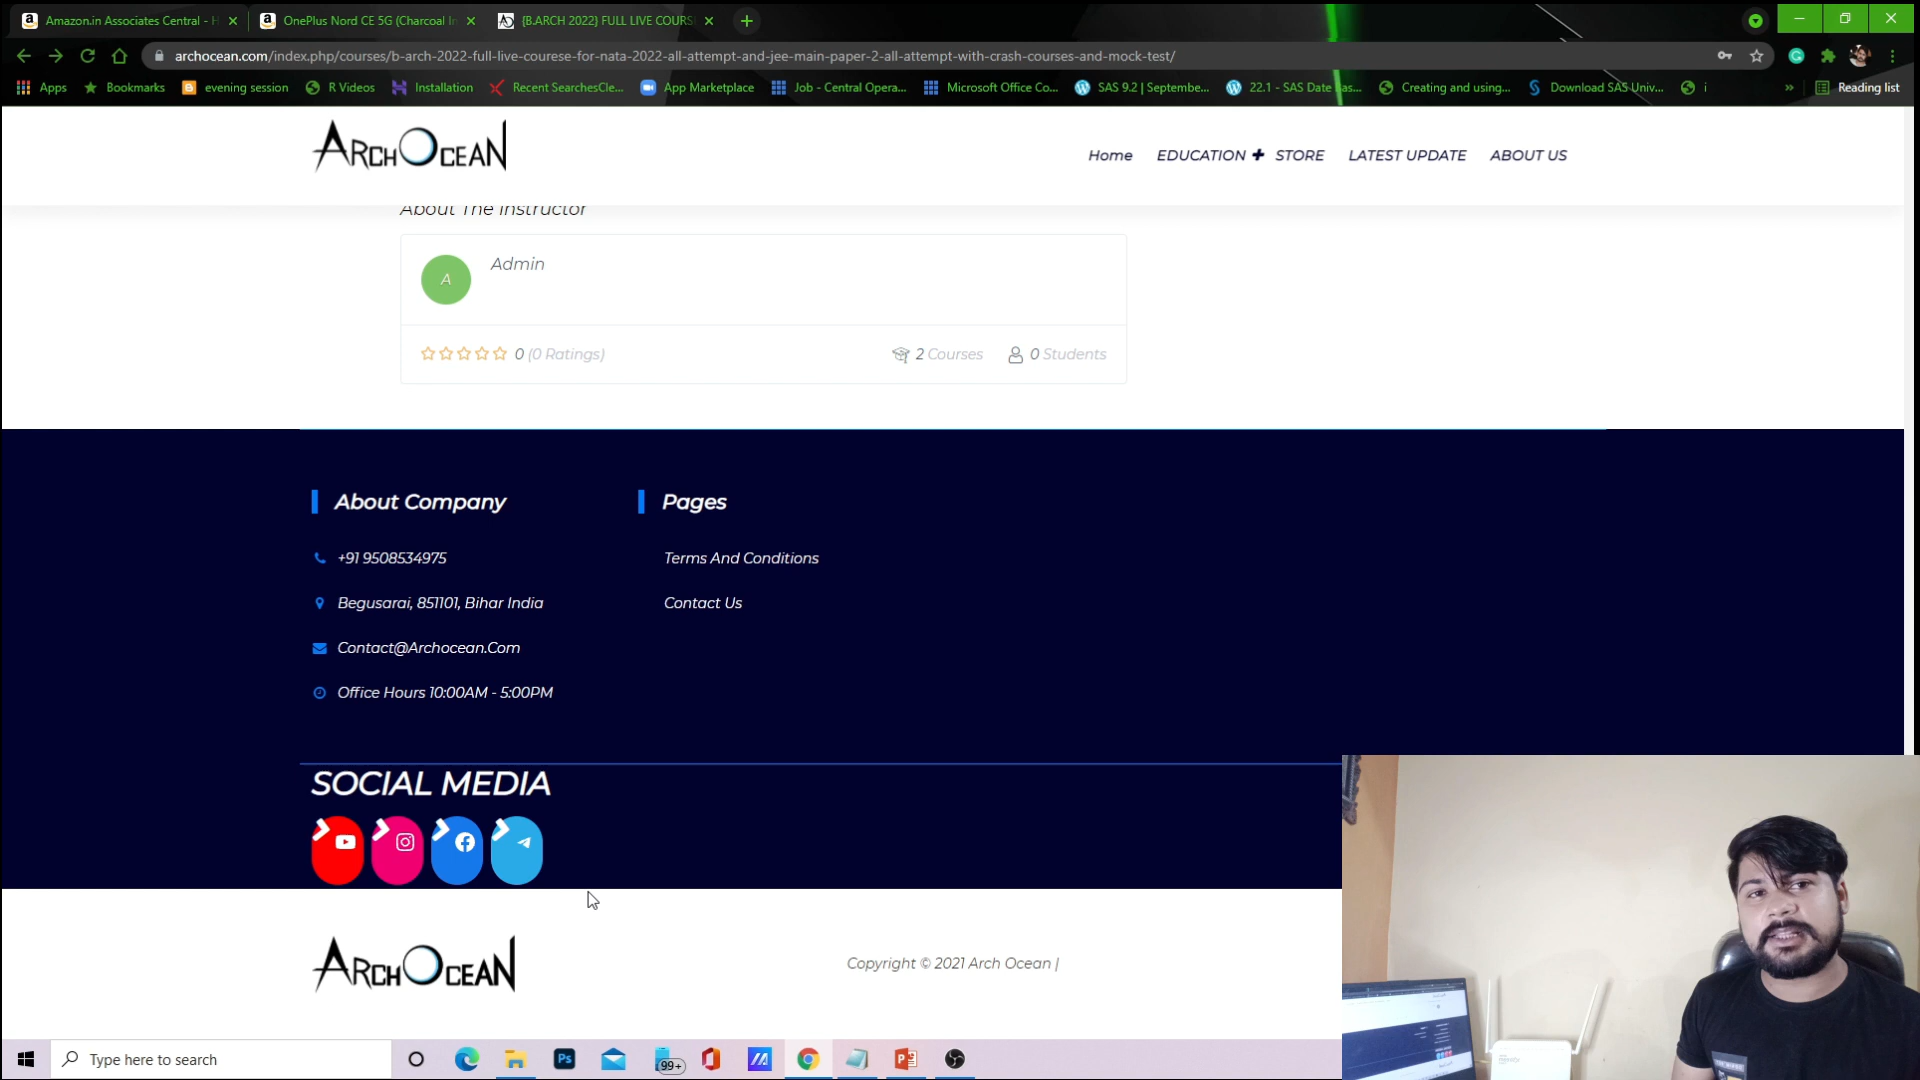 Amazon.in Associates Central - H
OnePlus Nord CE 5G (Charcoal In
{B.ARCH 2022} FULL LIVE COURS
archocean.com/index.php/courses/b-arch-2022-full-live-courese-for-nata-2022-all-attempt-and-jee-main-paper-2-all-attempt-with-crash-courses-and-mock-test/
Apps
Bookmarks
evening session
R Videos
Installation
Recent SearchesCle...
App Marketplace
Job - Central Opera...
Microsoft Office Co...
SAS 9.2 | Septembe...
22.1 - SAS Date Bas...
Creating and using...
Download SAS Univ...
i
»
Reading list
ARCHOCEAN
Home
EDUCATION +
STORE
LATEST UPDATE
ABOUT US
About The Instructor
A
Admin
0 (0 Ratings)
2 Courses
0 Students
About Company
Pages
+91 9508534975
Terms And Conditions
Begusarai, 851101, Bihar India
Contact Us
Contact@Archocean.Com
Office Hours 10:00AM - 5:00PM
SOCIAL MEDIA
ARCHOCEAN
Copyright © 2021 Arch Ocean |
Type here to search
Ps
99+